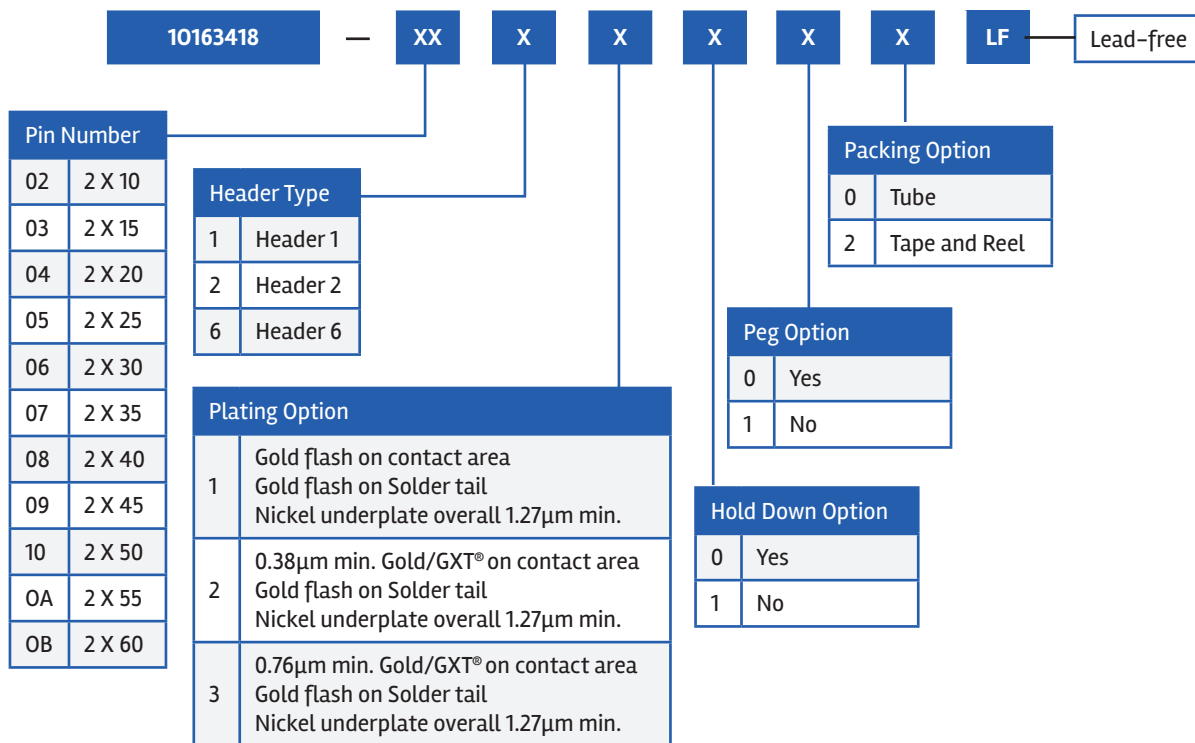 10163418 — XX X X X X X LF Lead-free
Pin Number
02 2 X 10
03 2 X 15
04 2 X 20
05 2 X 25
06 2 X 30
07 2 X 35
08 2 X 40
09 2 X 45
10 2 X 50
OA 2 X 55
OB 2 X 60
Header Type
1 Header 1
2 Header 2
6 Header 6
Plating Option
1 Gold flash on contact area
Gold flash on Solder tail
Nickel underplate overall 1.27µm min.
2 0.38µm min. Gold/GXT® on contact area
Gold flash on Solder tail
Nickel underplate overall 1.27µm min.
3 0.76µm min. Gold/GXT® on contact area
Gold flash on Solder tail
Nickel underplate overall 1.27µm min.
Hold Down Option
0 Yes
1 No
Peg Option
0 Yes
1 No
Packing Option
0 Tube
2 Tape and Reel